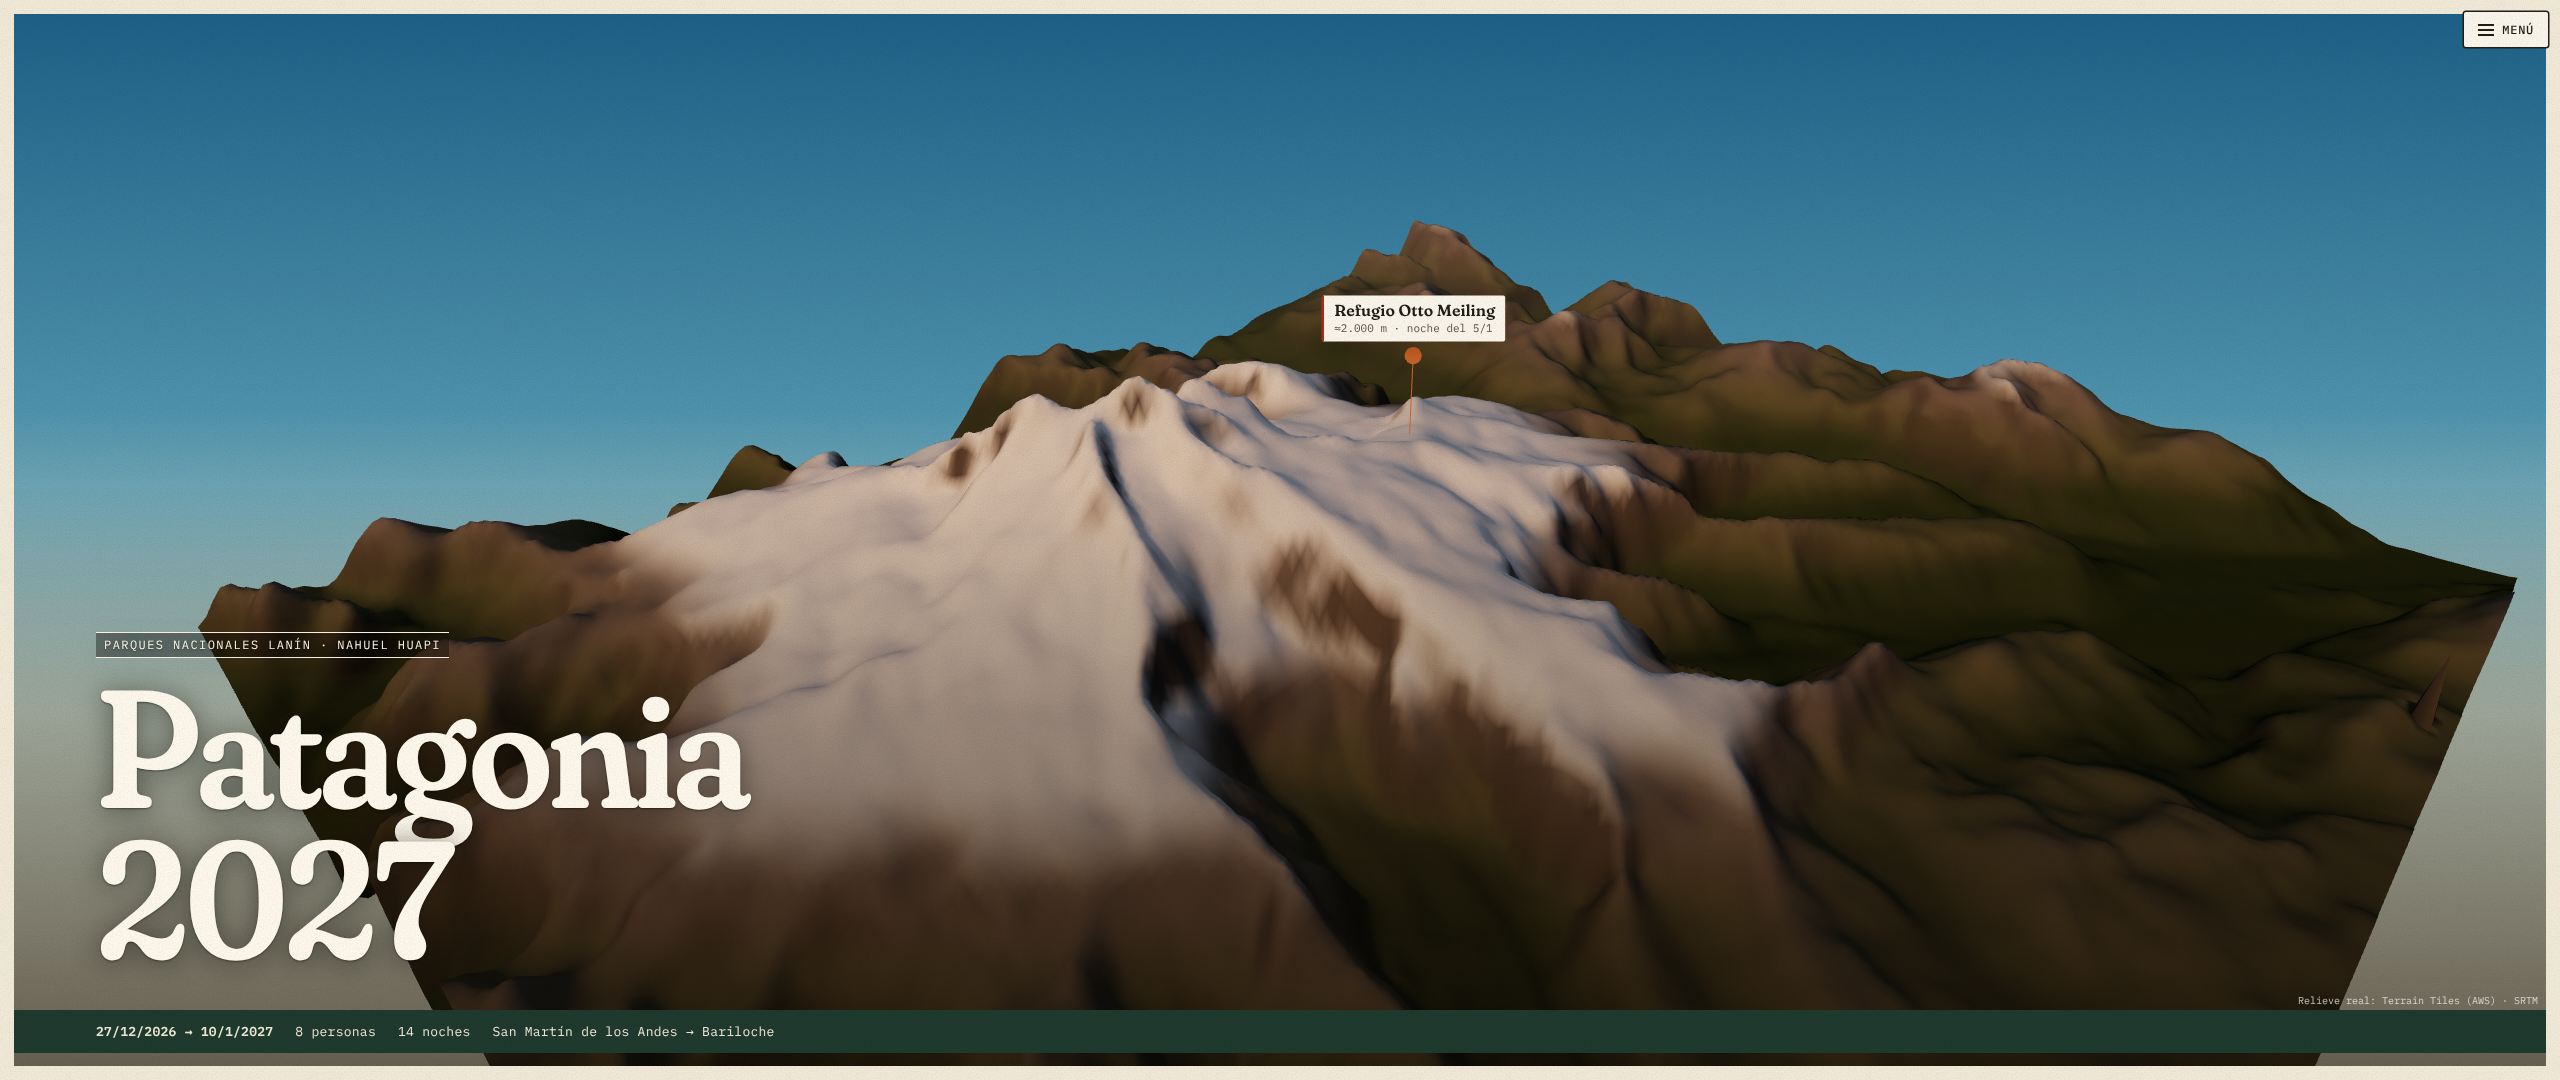 MENÚ
Refugio Otto Meiling
≈2.000 m · noche del 5/1
PARQUES NACIONALES LANÍN · NAHUEL HUAPI
Patagonia
2027
Relieve real: Terrain Tiles (AWS) · SRTM
27/12/2026 → 10/1/2027 8 personas 14 noches San Martín de los Andes → Bariloche